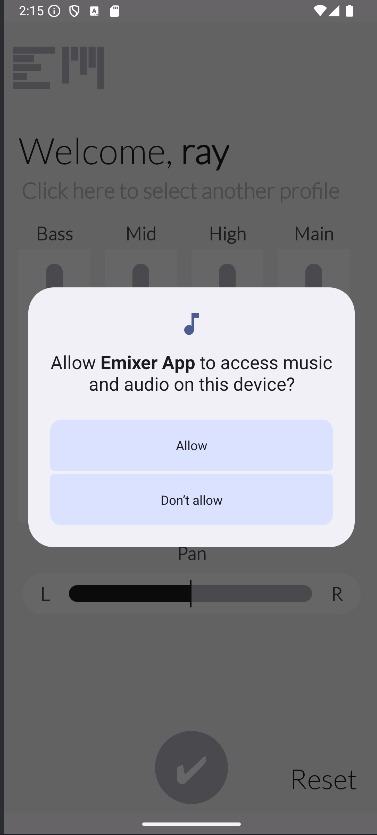 2:15
EM
Welcome, ray
Click here to select another profile
Bass Mid High Main
Allow Emixer App to access music
and audio on this device?
Allow
Don't allow
Pan
L R
Reset